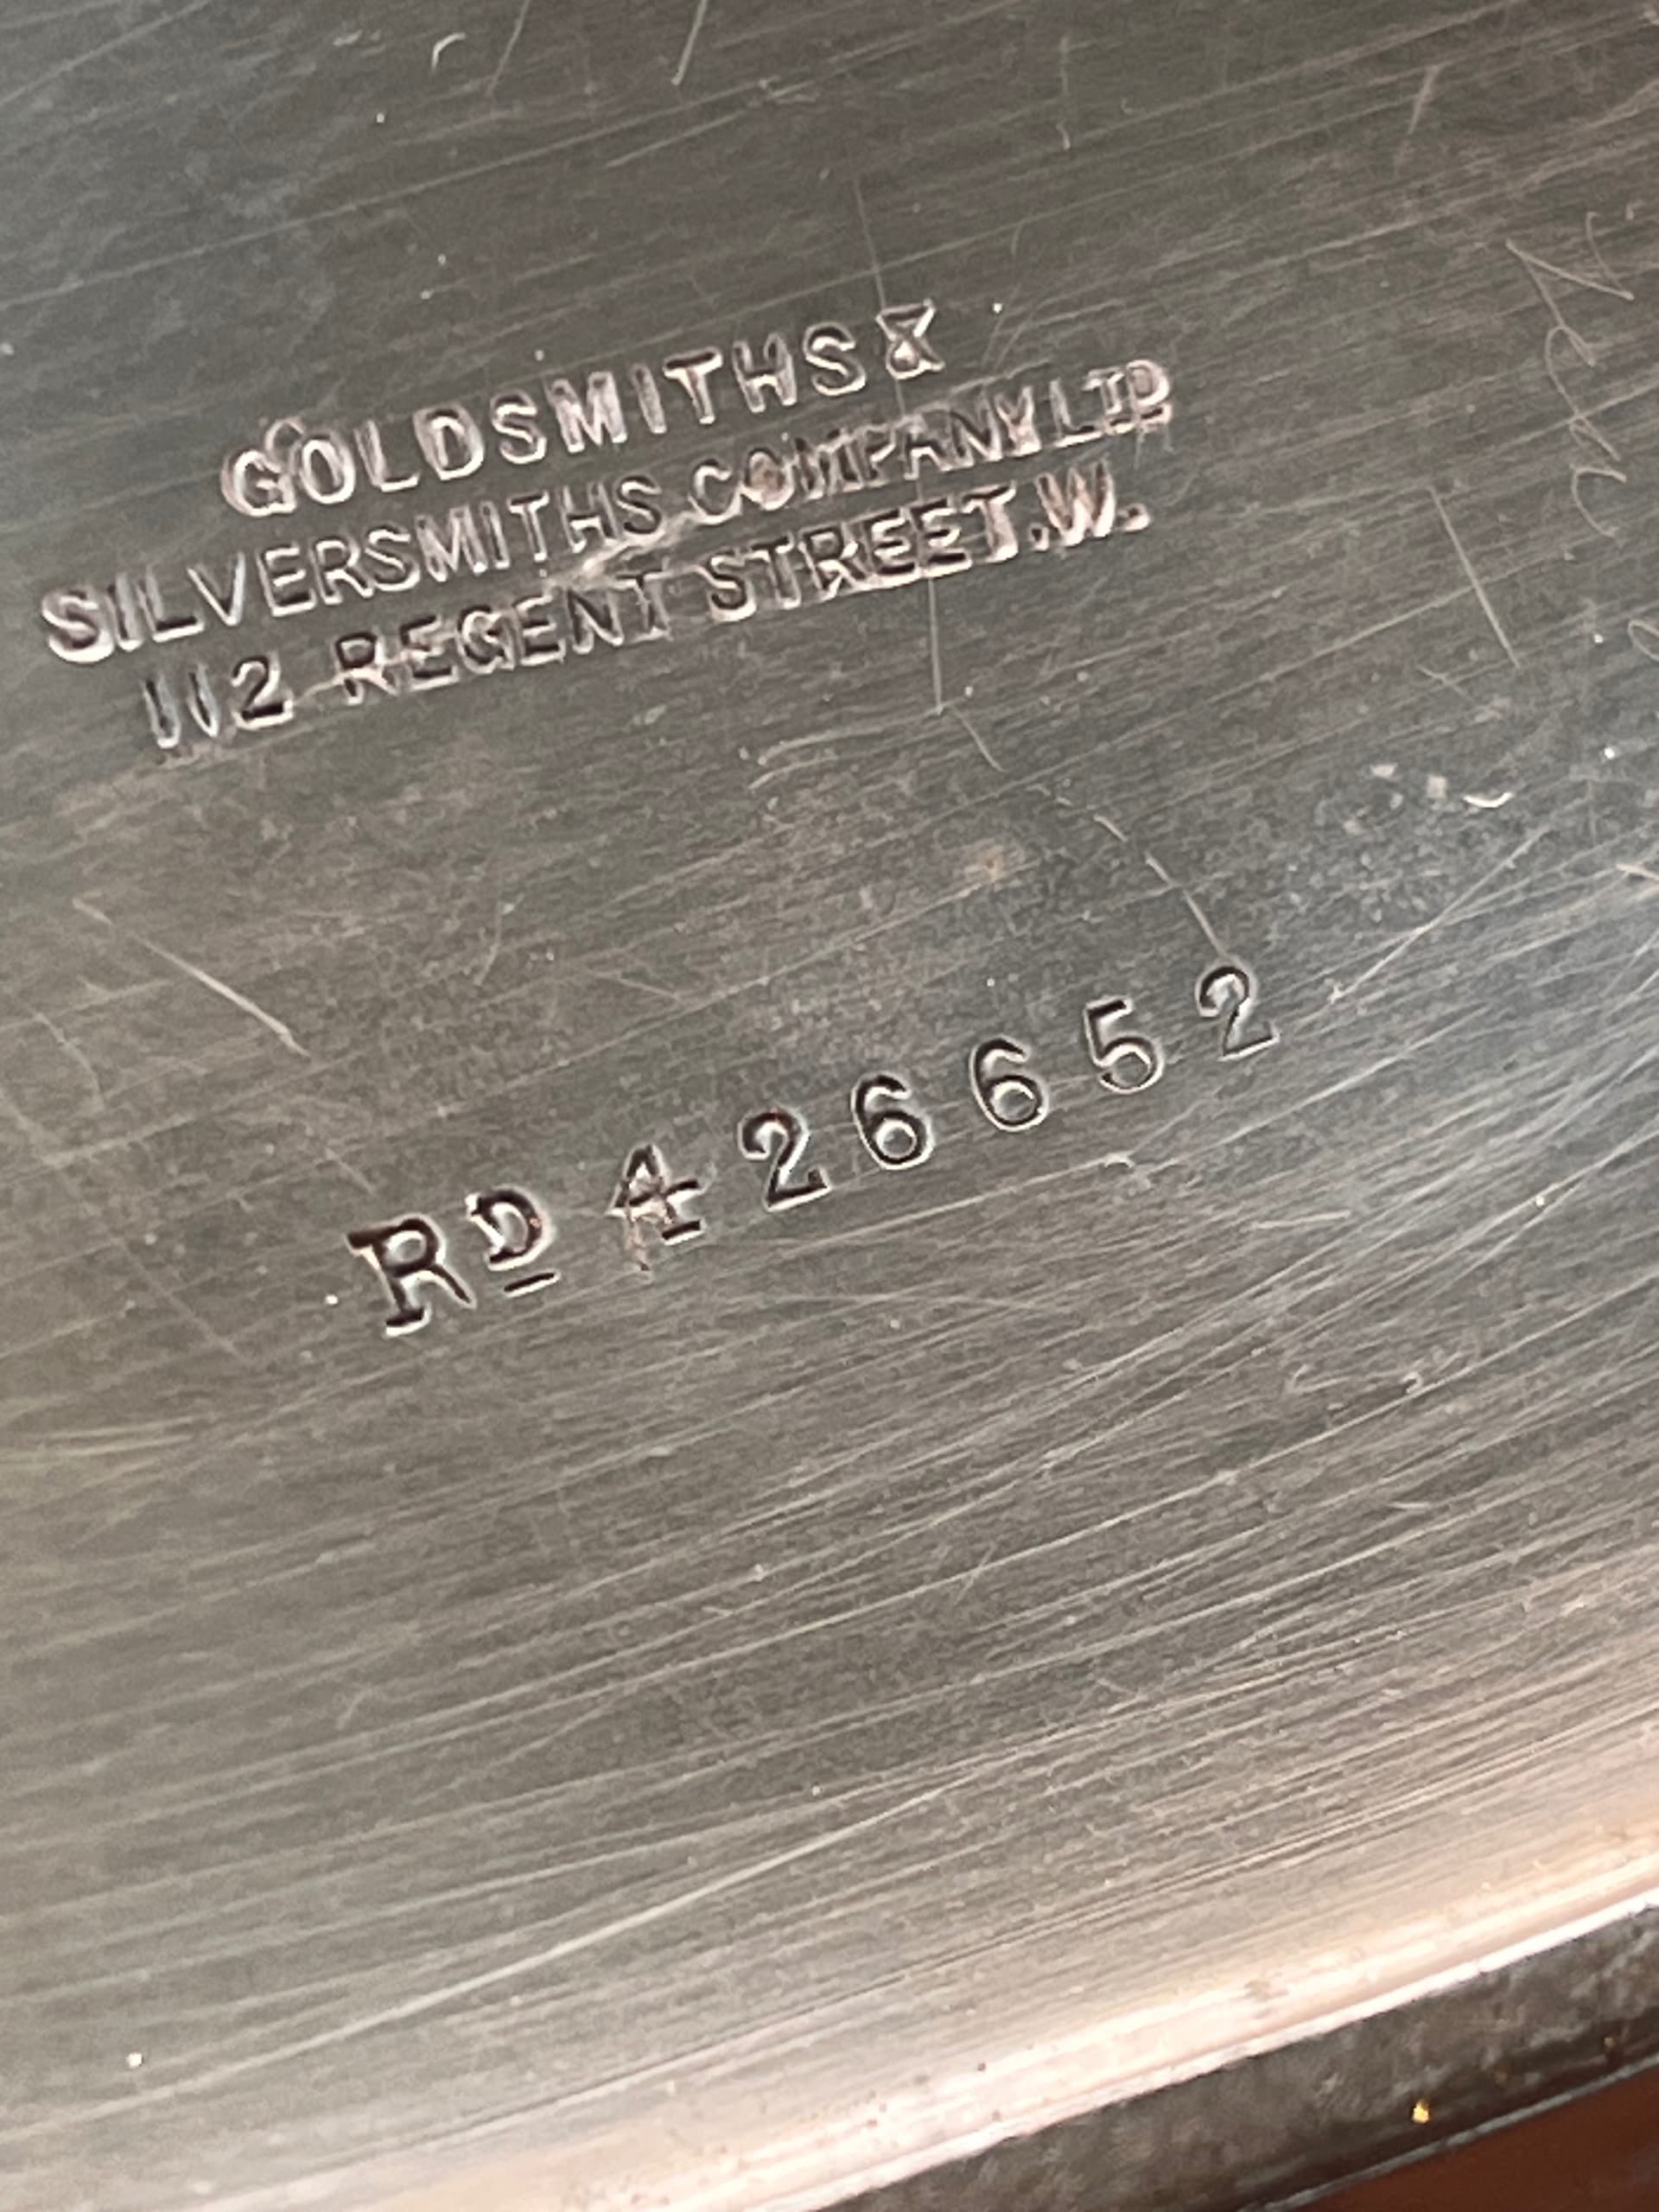 GOLDSMITHS &
SILVERSMITHS COMPANY LTD
112 REGENT STREET.W.
RD 426652